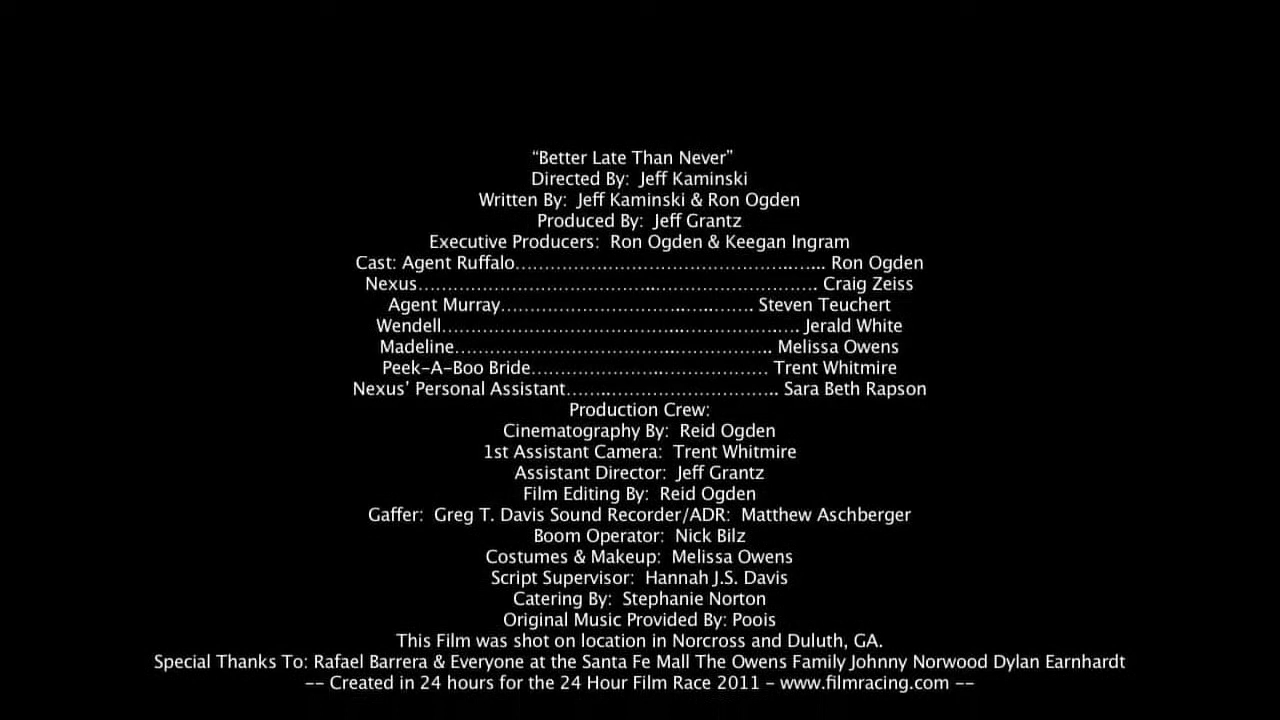 “Better Late Than Never”
Directed By:  Jeff Kaminski
Written By:  Jeff Kaminski & Ron Ogden
Produced By:  Jeff Grantz
Executive Producers:  Ron Ogden & Keegan Ingram
Cast: Agent Ruffalo……………………………………..…... Ron Ogden
Nexus………………………………...………………………. Craig Zeiss
Agent Murray…………………………..…..……. Steven Teuchert
Wendell…………………………………...……………..…. Jerald White
Madeline……………………………...…………….. Melissa Owens
Peek-A-Boo Bride…………………..……………… Trent Whitmire
Nexus’ Personal Assistant……..……………………….. Sara Beth Rapson
Production Crew:
Cinematography By:  Reid Ogden
1st Assistant Camera:  Trent Whitmire
Assistant Director:  Jeff Grantz
Film Editing By:  Reid Ogden
Gaffer:  Greg T. Davis Sound Recorder/ADR:  Matthew Aschberger
Boom Operator:  Nick Bilz
Costumes & Makeup:  Melissa Owens
Script Supervisor:  Hannah J.S. Davis
Catering By:  Stephanie Norton
Original Music Provided By: Poois
This Film was shot on location in Norcross and Duluth, GA.
Special Thanks To: Rafael Barrera & Everyone at the Santa Fe Mall The Owens Family Johnny Norwood Dylan Earnhardt
-- Created in 24 hours for the 24 Hour Film Race 2011 – www.filmracing.com --